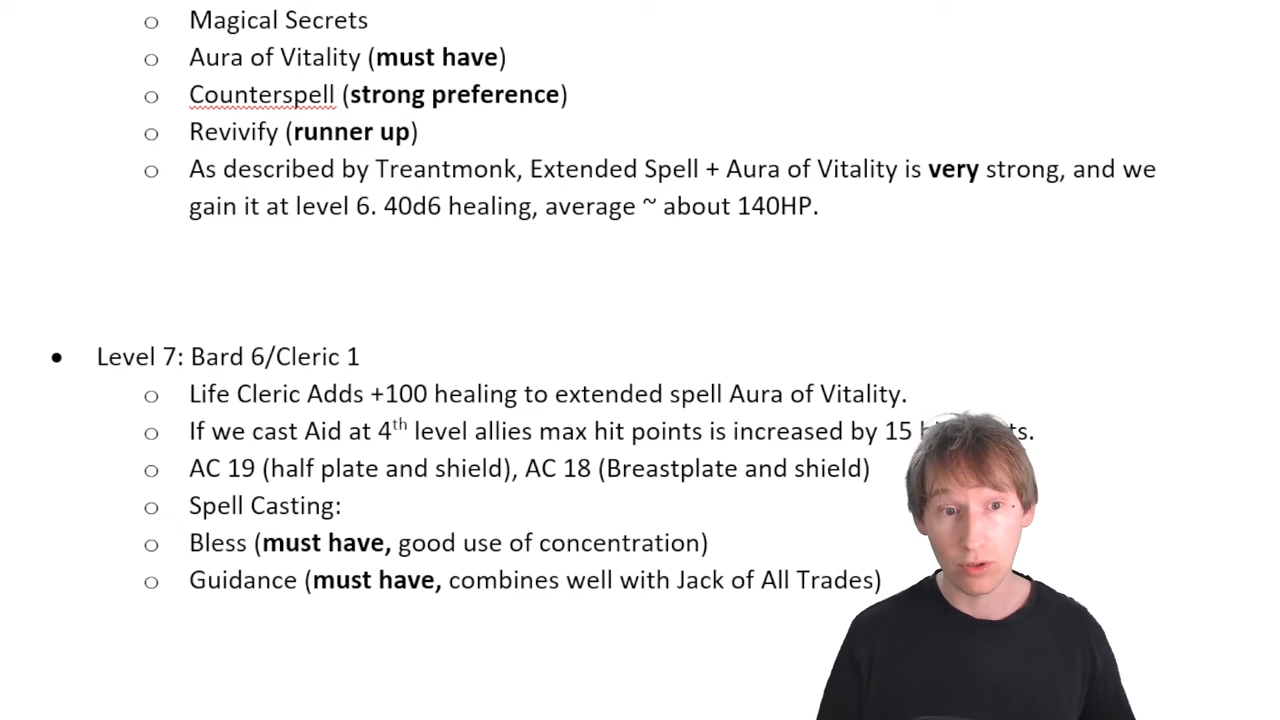 ○ Magical Secrets
○ Aura of Vitality (must have)
○ Counterspell (strong preference)
○ Revivify (runner up)
○ As described by Treantmonk, Extended Spell + Aura of Vitality is very strong, and we
gain it at level 6. 40d6 healing, average ~ about 140HP.
• Level 7: Bard 6/Cleric 1
○ Life Cleric Adds +100 healing to extended spell Aura of Vitality.
○ If we cast Aid at 4th level allies max hit points is increased by 15
○ AC 19 (half plate and shield), AC 18 (Breastplate and shield)
○ Spell Casting:
○ Bless (must have, good use of concentration)
○ Guidance (must have, combines well with Jack of All Trades)